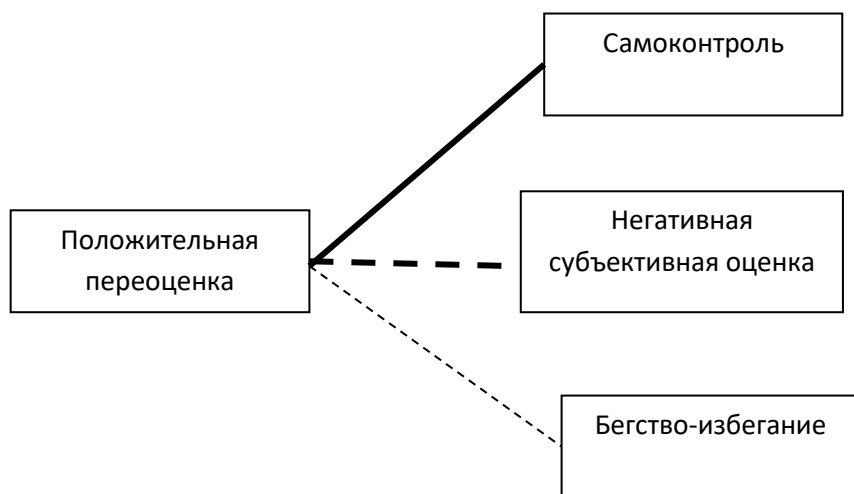 Самоконтроль
Положительная
переоценка
Негативная
субъективная оценка
Бегство-избегание